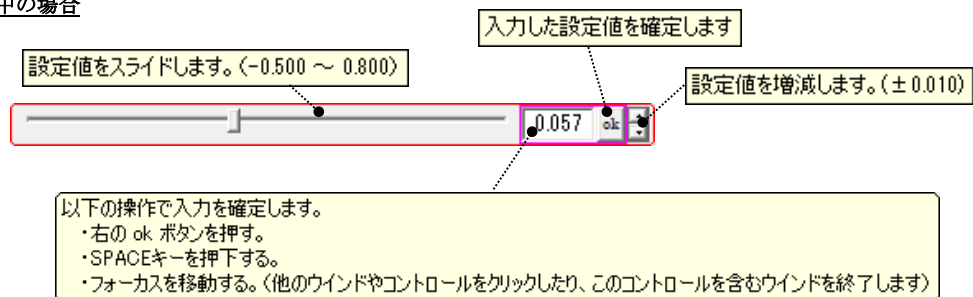 中の場合
入力した設定値を確定します
設定値をスライドします。（-0.500 ～ 0.800）
設定値を増減します。（±0.010）
0.057 ok
以下の操作で入力を確定します。
・右の ok ボタンを押す。
・SPACEキーを押下する。
・フォーカスを移動する。（他のウインドやコントロールをクリックしたり、このコントロールを含むウインドを終了します）